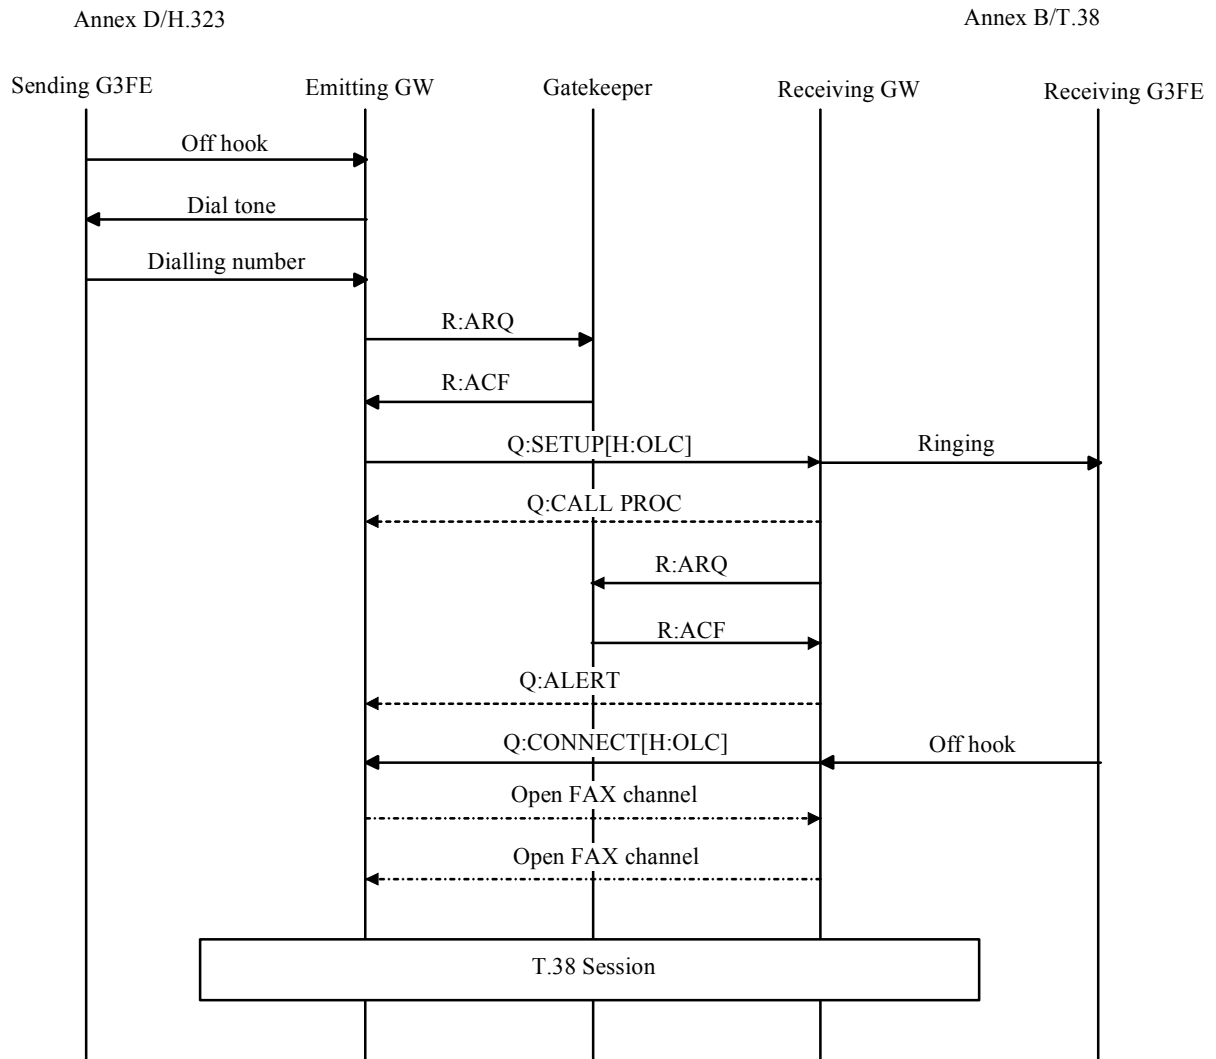 Annex D/H.323
Annex B/T.38
Sending G3FE
Emitting GW
Gatekeeper
Receiving GW
Receiving G3FE
Off hook
Dial tone
Dialling number
R:ARQ
R:ACF
Q:SETUP[H:OLC]
Ringing
Q:CALL PROC
R:ARQ
R:ACF
Q:ALERT
Q:CONNECT[H:OLC]
Off hook
Open FAX channel
Open FAX channel
T.38 Session